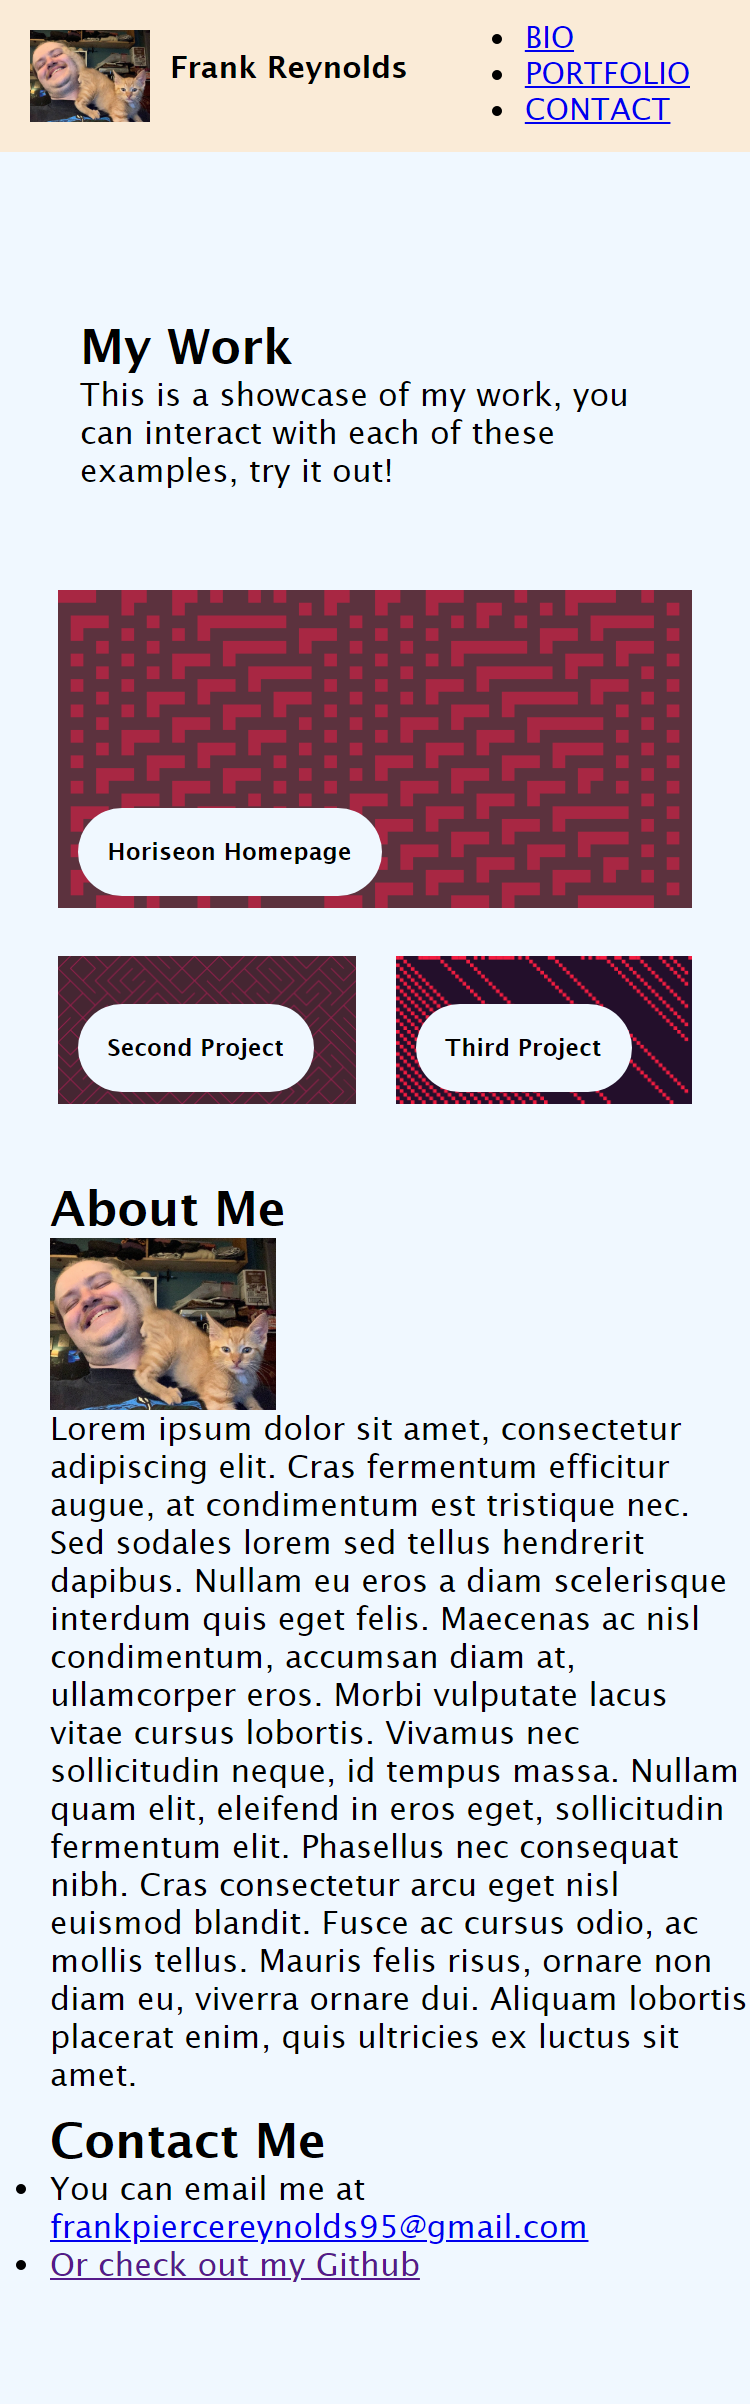 Frank Reynolds
BIO
PORTFOLIO
CONTACT
My Work
This is a showcase of my work, you
can interact with each of these
examples, try it out!
Horiseon Homepage
Second Project
Third Project
About Me
Lorem ipsum dolor sit amet, consectetur
adipiscing elit. Cras fermentum efficitur
augue, at condimentum est tristique nec.
Sed sodales lorem sed tellus hendrerit
dapibus. Nullam eu eros a diam scelerisque
interdum quis eget felis. Maecenas ac nisl
condimentum, accumsan diam at,
ullamcorper eros. Morbi vulputate lacus
vitae cursus lobortis. Vivamus nec
sollicitudin neque, id tempus massa. Nullam
quam elit, eleifend in eros eget, sollicitudin
fermentum elit. Phasellus nec consequat
nibh. Cras consectetur arcu eget nisl
euismod blandit. Fusce ac cursus odio, ac
mollis tellus. Mauris felis risus, ornare non
diam eu, viverra ornare dui. Aliquam lobortis
placerat enim, quis ultricies ex luctus sit
amet.
Contact Me
You can email me at
frankpiercereynolds95@gmail.com
Or check out my Github